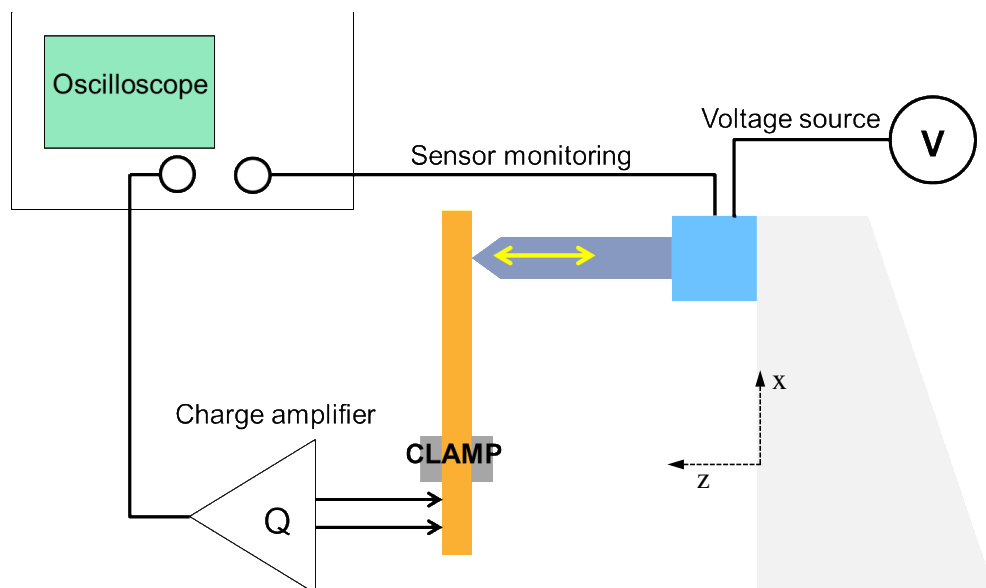 Oscilloscope
Voltage source
V
Sensor monitoring
x
z
Charge amplifier
CLAMP
Q